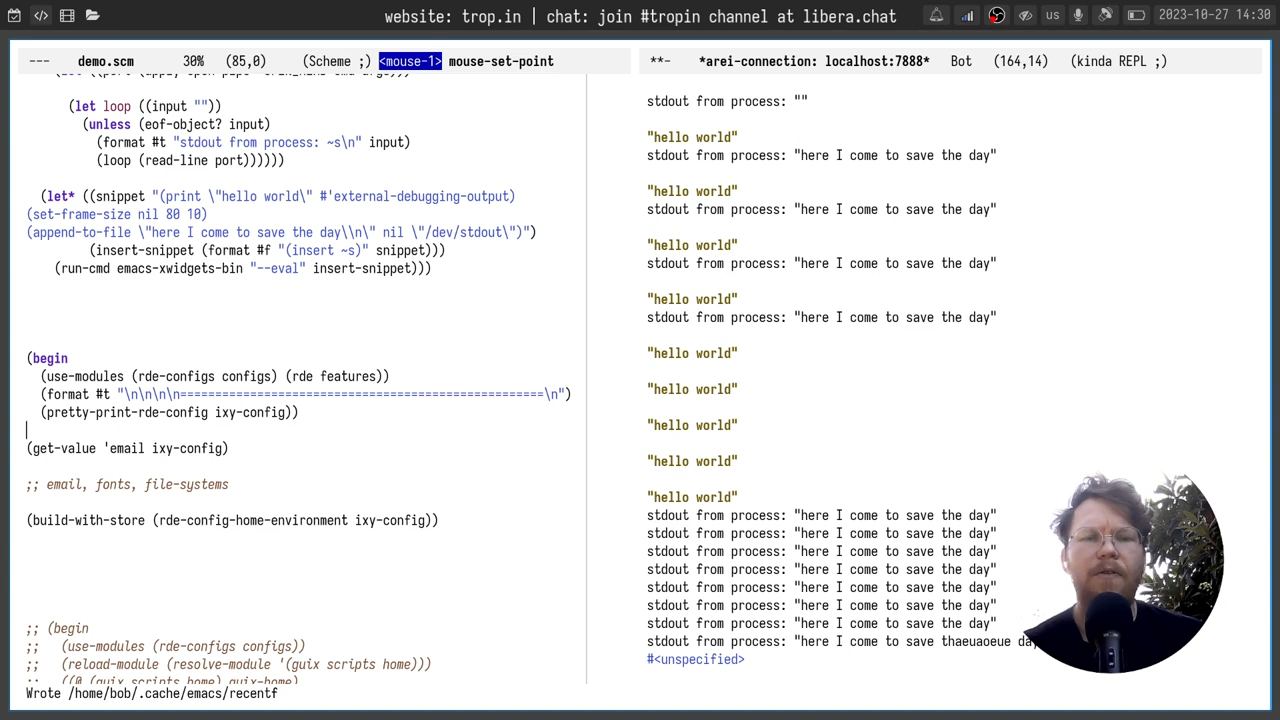 website: trop.in | chat: join #tropin channel at libera.chat
us
2023-10-27 14:30
--- demo.scm 30% (85,0) (Scheme ;) <mouse-1> mouse-set-point
(let loop ((input ""))
(unless (eof-object? input)
(format #t "stdout from process: ~s\n" input)
(loop (read-line port))))))
(let* ((snippet "(print \"hello world\" #'external-debugging-output)
(set-frame-size nil 80 10)
(append-to-file \"here I come to save the day\\n\" nil \"/dev/stdout\")")
(insert-snippet (format #f "(insert ~s)" snippet)))
(run-cmd emacs-xwidgets-bin "--eval" insert-snippet)))
(begin
(use-modules (rde-configs configs) (rde features))
(format #t "\n\n\n\n====================================================\n")
(pretty-print-rde-config ixy-config))
(get-value 'email ixy-config)
;; email, fonts, file-systems
(build-with-store (rde-config-home-environment ixy-config))
;; (begin
;; (use-modules (rde-configs configs))
;; (reload-module (resolve-module '(guix scripts home)))
;; ((@ (guix scripts home) guix-home)
Wrote /home/bob/.cache/emacs/recentf
**- *arei-connection: localhost:7888* Bot (164,14) (kinda REPL ;)
stdout from process: ""
"hello world"
stdout from process: "here I come to save the day"
"hello world"
stdout from process: "here I come to save the day"
"hello world"
stdout from process: "here I come to save the day"
"hello world"
stdout from process: "here I come to save the day"
"hello world"
"hello world"
"hello world"
"hello world"
"hello world"
stdout from process: "here I come to save the day"
stdout from process: "here I come to save the day"
stdout from process: "here I come to save the day"
stdout from process: "here I come to save the day"
stdout from process: "here I come to save the day"
stdout from process: "here I come to save the day"
stdout from process: "here I come to save the day"
stdout from process: "here I come to save thaeuaoeue day
#<unspecified>